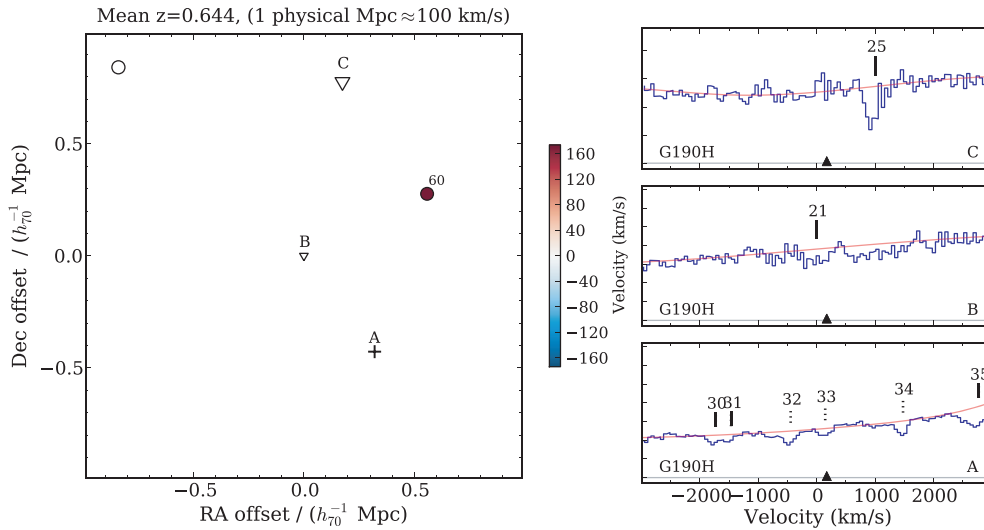 Mean z=0.644, (1 physical Mpc≈100 km/s)
C
60
B
A
0.5
0.0
−0.5
−0.5
0.0
0.5
Dec offset / (h₇₀⁻¹ Mpc)
RA offset / (h₇₀⁻¹ Mpc)
160
120
80
40
0
−40
−80
−120
−160
Velocity (km/s)
25
G190H
C
21
G190H
B
30
31
32
33
34
35
G190H
A
−2000
−1000
0
1000
2000
Velocity (km/s)